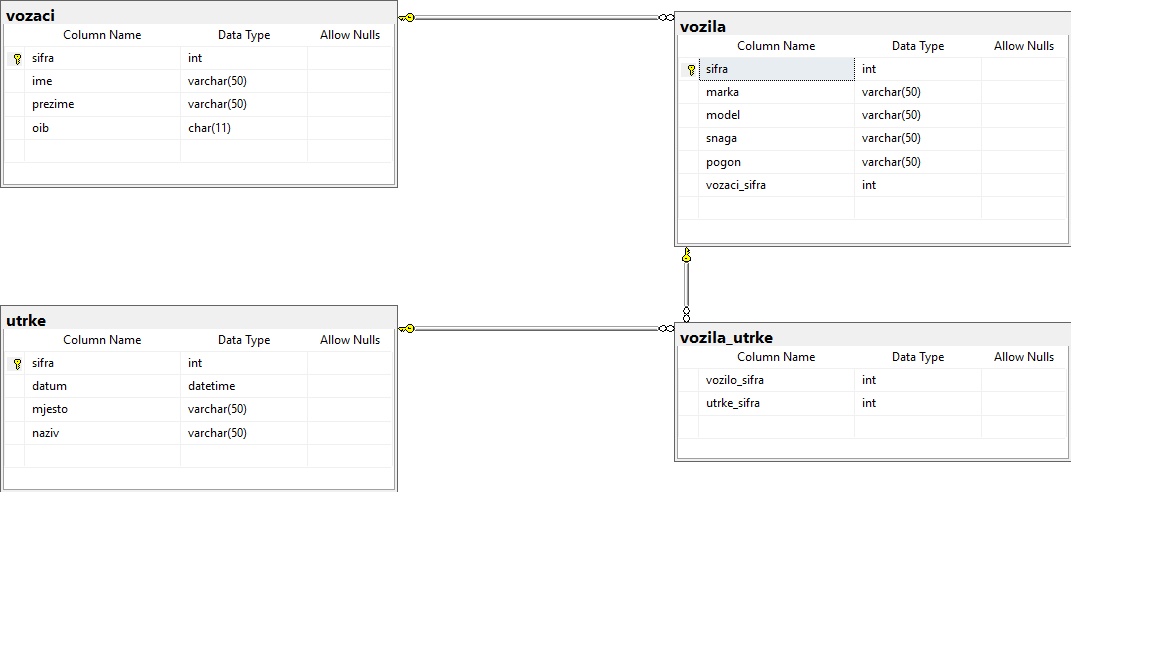 vozaci
Column Name Data Type Allow Nulls
sifra int
ime varchar(50)
prezime varchar(50)
oib char(11)
vozila
Column Name Data Type Allow Nulls
sifra int
marka varchar(50)
model varchar(50)
snaga varchar(50)
pogon varchar(50)
vozaci_sifra int
utrke
Column Name Data Type Allow Nulls
sifra int
datum datetime
mjesto varchar(50)
naziv varchar(50)
vozila_utrke
Column Name Data Type Allow Nulls
vozilo_sifra int
utrke_sifra int